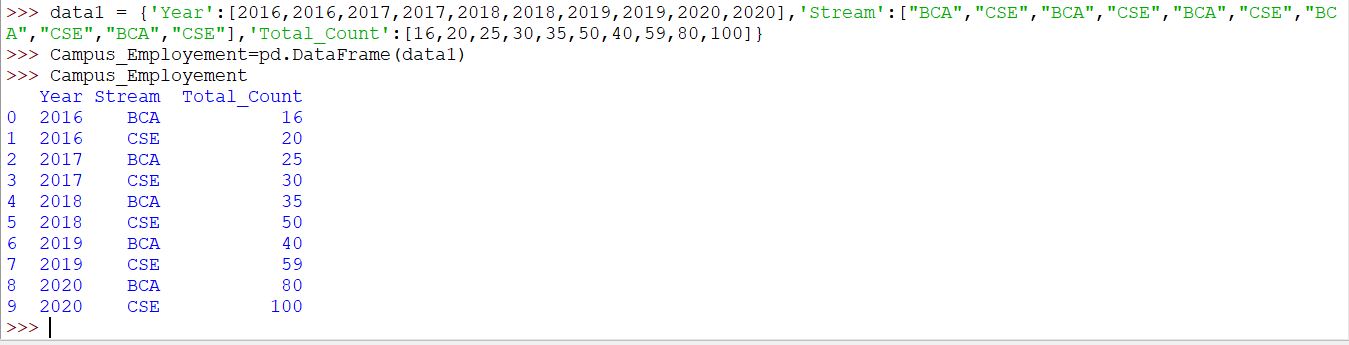 >>> data1 = {'Year':[2016,2016,2017,2017,2018,2018,2019,2019,2020,2020],'Stream':["BCA","CSE","BCA","CSE","BCA","CSE","BC
A","CSE","BCA","CSE"],'Total_Count':[16,20,25,30,35,50,40,59,80,100]}
>>> Campus_Employement=pd.DataFrame(data1)
>>> Campus_Employement
   Year Stream  Total_Count
0  2016    BCA           16
1  2016    CSE           20
2  2017    BCA           25
3  2017    CSE           30
4  2018    BCA           35
5  2018    CSE           50
6  2019    BCA           40
7  2019    CSE           59
8  2020    BCA           80
9  2020    CSE          100
>>>